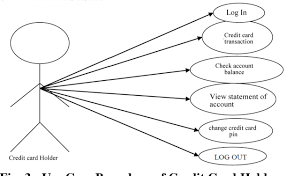 Log In
Credit card
transaction
Check account
balance
View statement of
account
change credit card
pin
LOG OUT
Credit card Holder